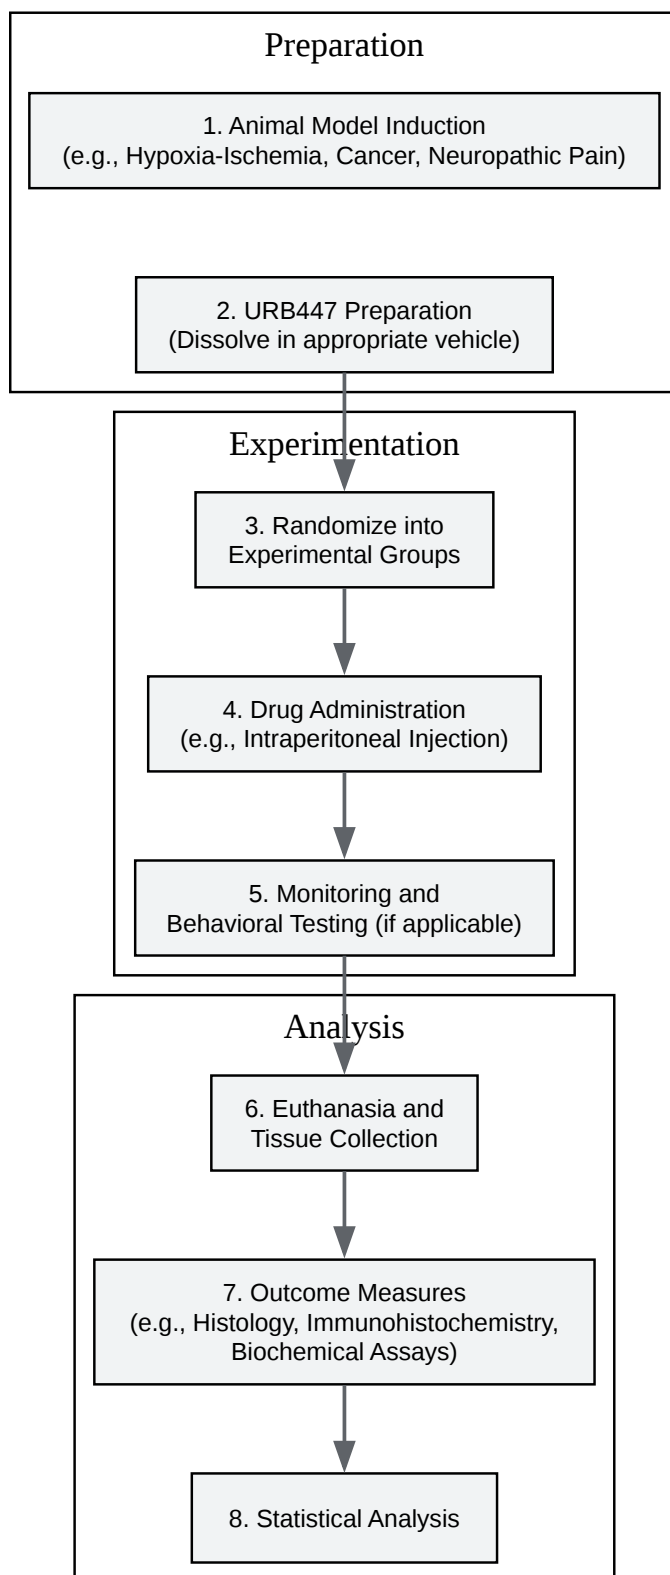 Preparation
1. Animal Model Induction
(e.g., Hypoxia-Ischemia, Cancer, Neuropathic Pain)
2. URB447 Preparation
(Dissolve in appropriate vehicle)
Experimentation
3. Randomize into
Experimental Groups
4. Drug Administration
(e.g., Intraperitoneal Injection)
5. Monitoring and
Behavioral Testing (if applicable)
Analysis
6. Euthanasia and
Tissue Collection
7. Outcome Measures
(e.g., Histology, Immunohistochemistry,
Biochemical Assays)
8. Statistical Analysis